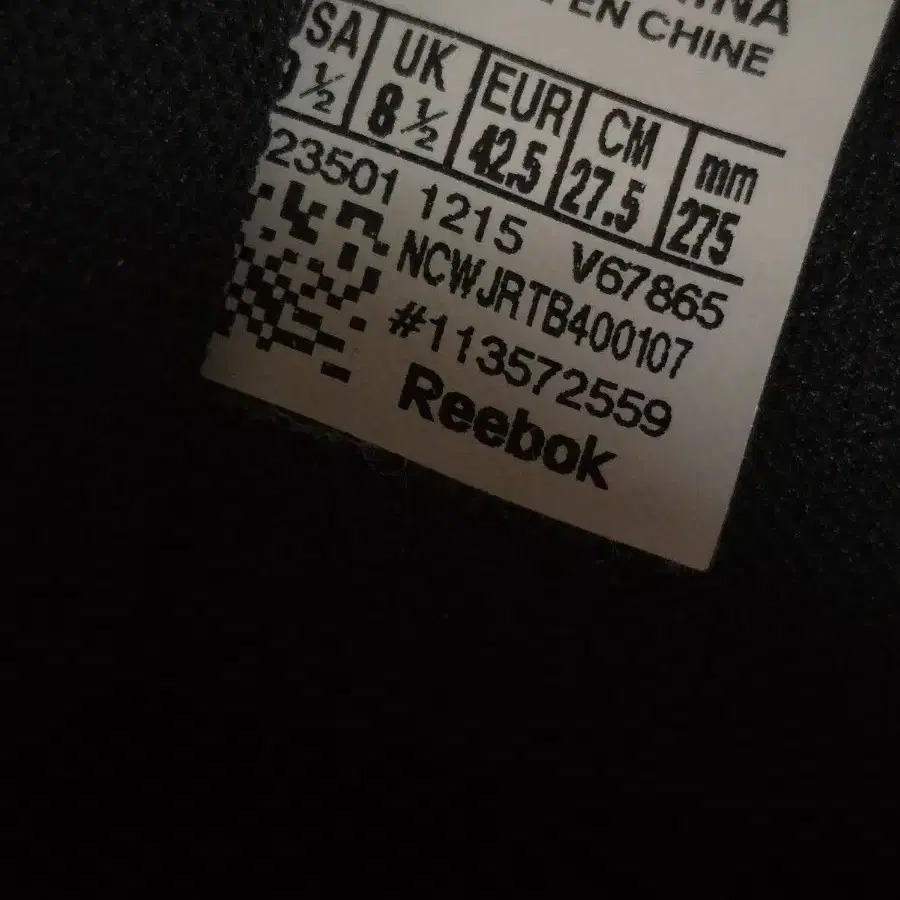 EN CHINE
SA UK EUR CM mm
9½ 8½ 42.5 27.5 275
23501 1215 V67865
NCWJRTB400107
#113572559
Reebok